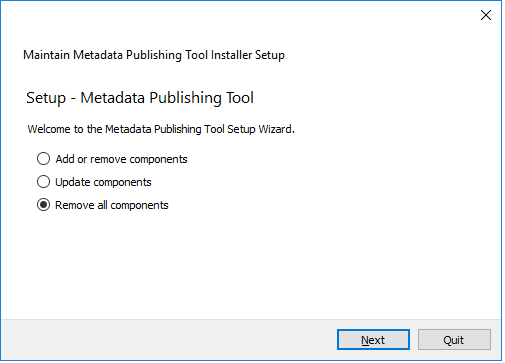 Maintain Metadata Publishing Tool Installer Setup
Setup - Metadata Publishing Tool
Welcome to the Metadata Publishing Tool Setup Wizard.
Add or remove components
Update components
Remove all components
Next
Quit